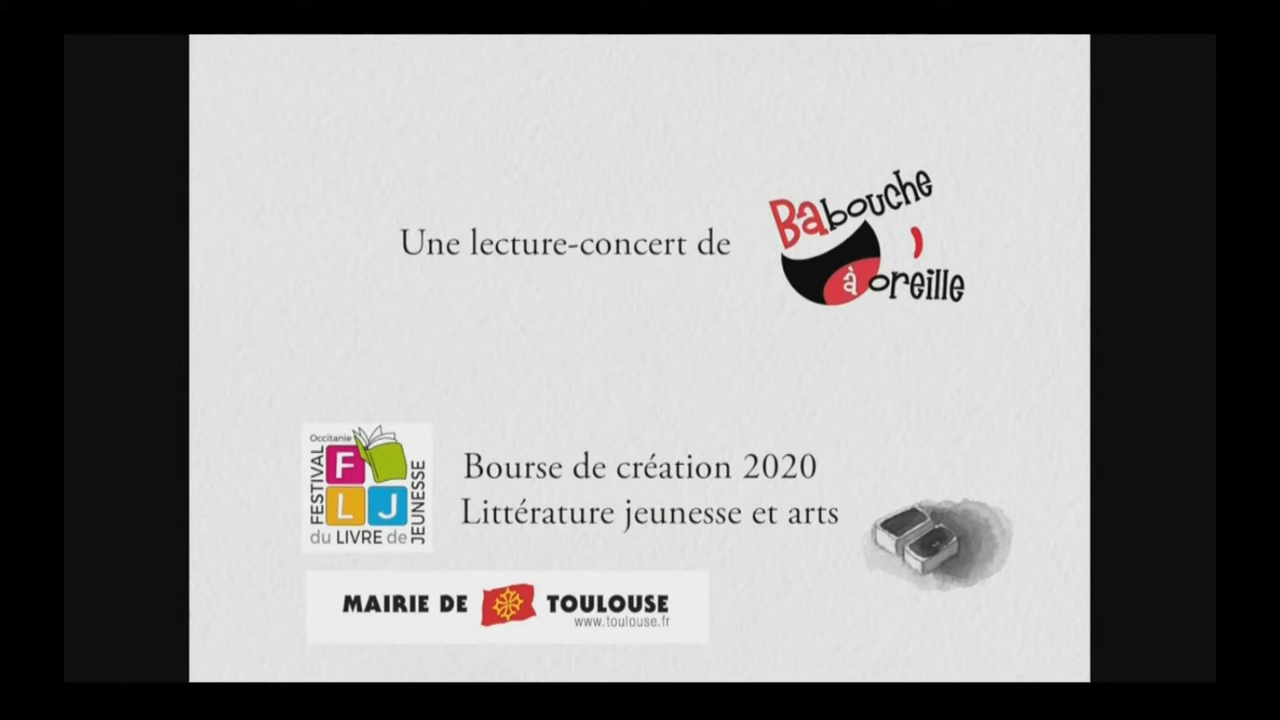 Une lecture-concert de
Babouche
à oreille
Occitanie
FESTIVAL
F
L J
du LIVRE de
JEUNESSE
Bourse de création 2020
Littérature jeunesse et arts
MAIRIE DE TOULOUSE
www.toulouse.fr